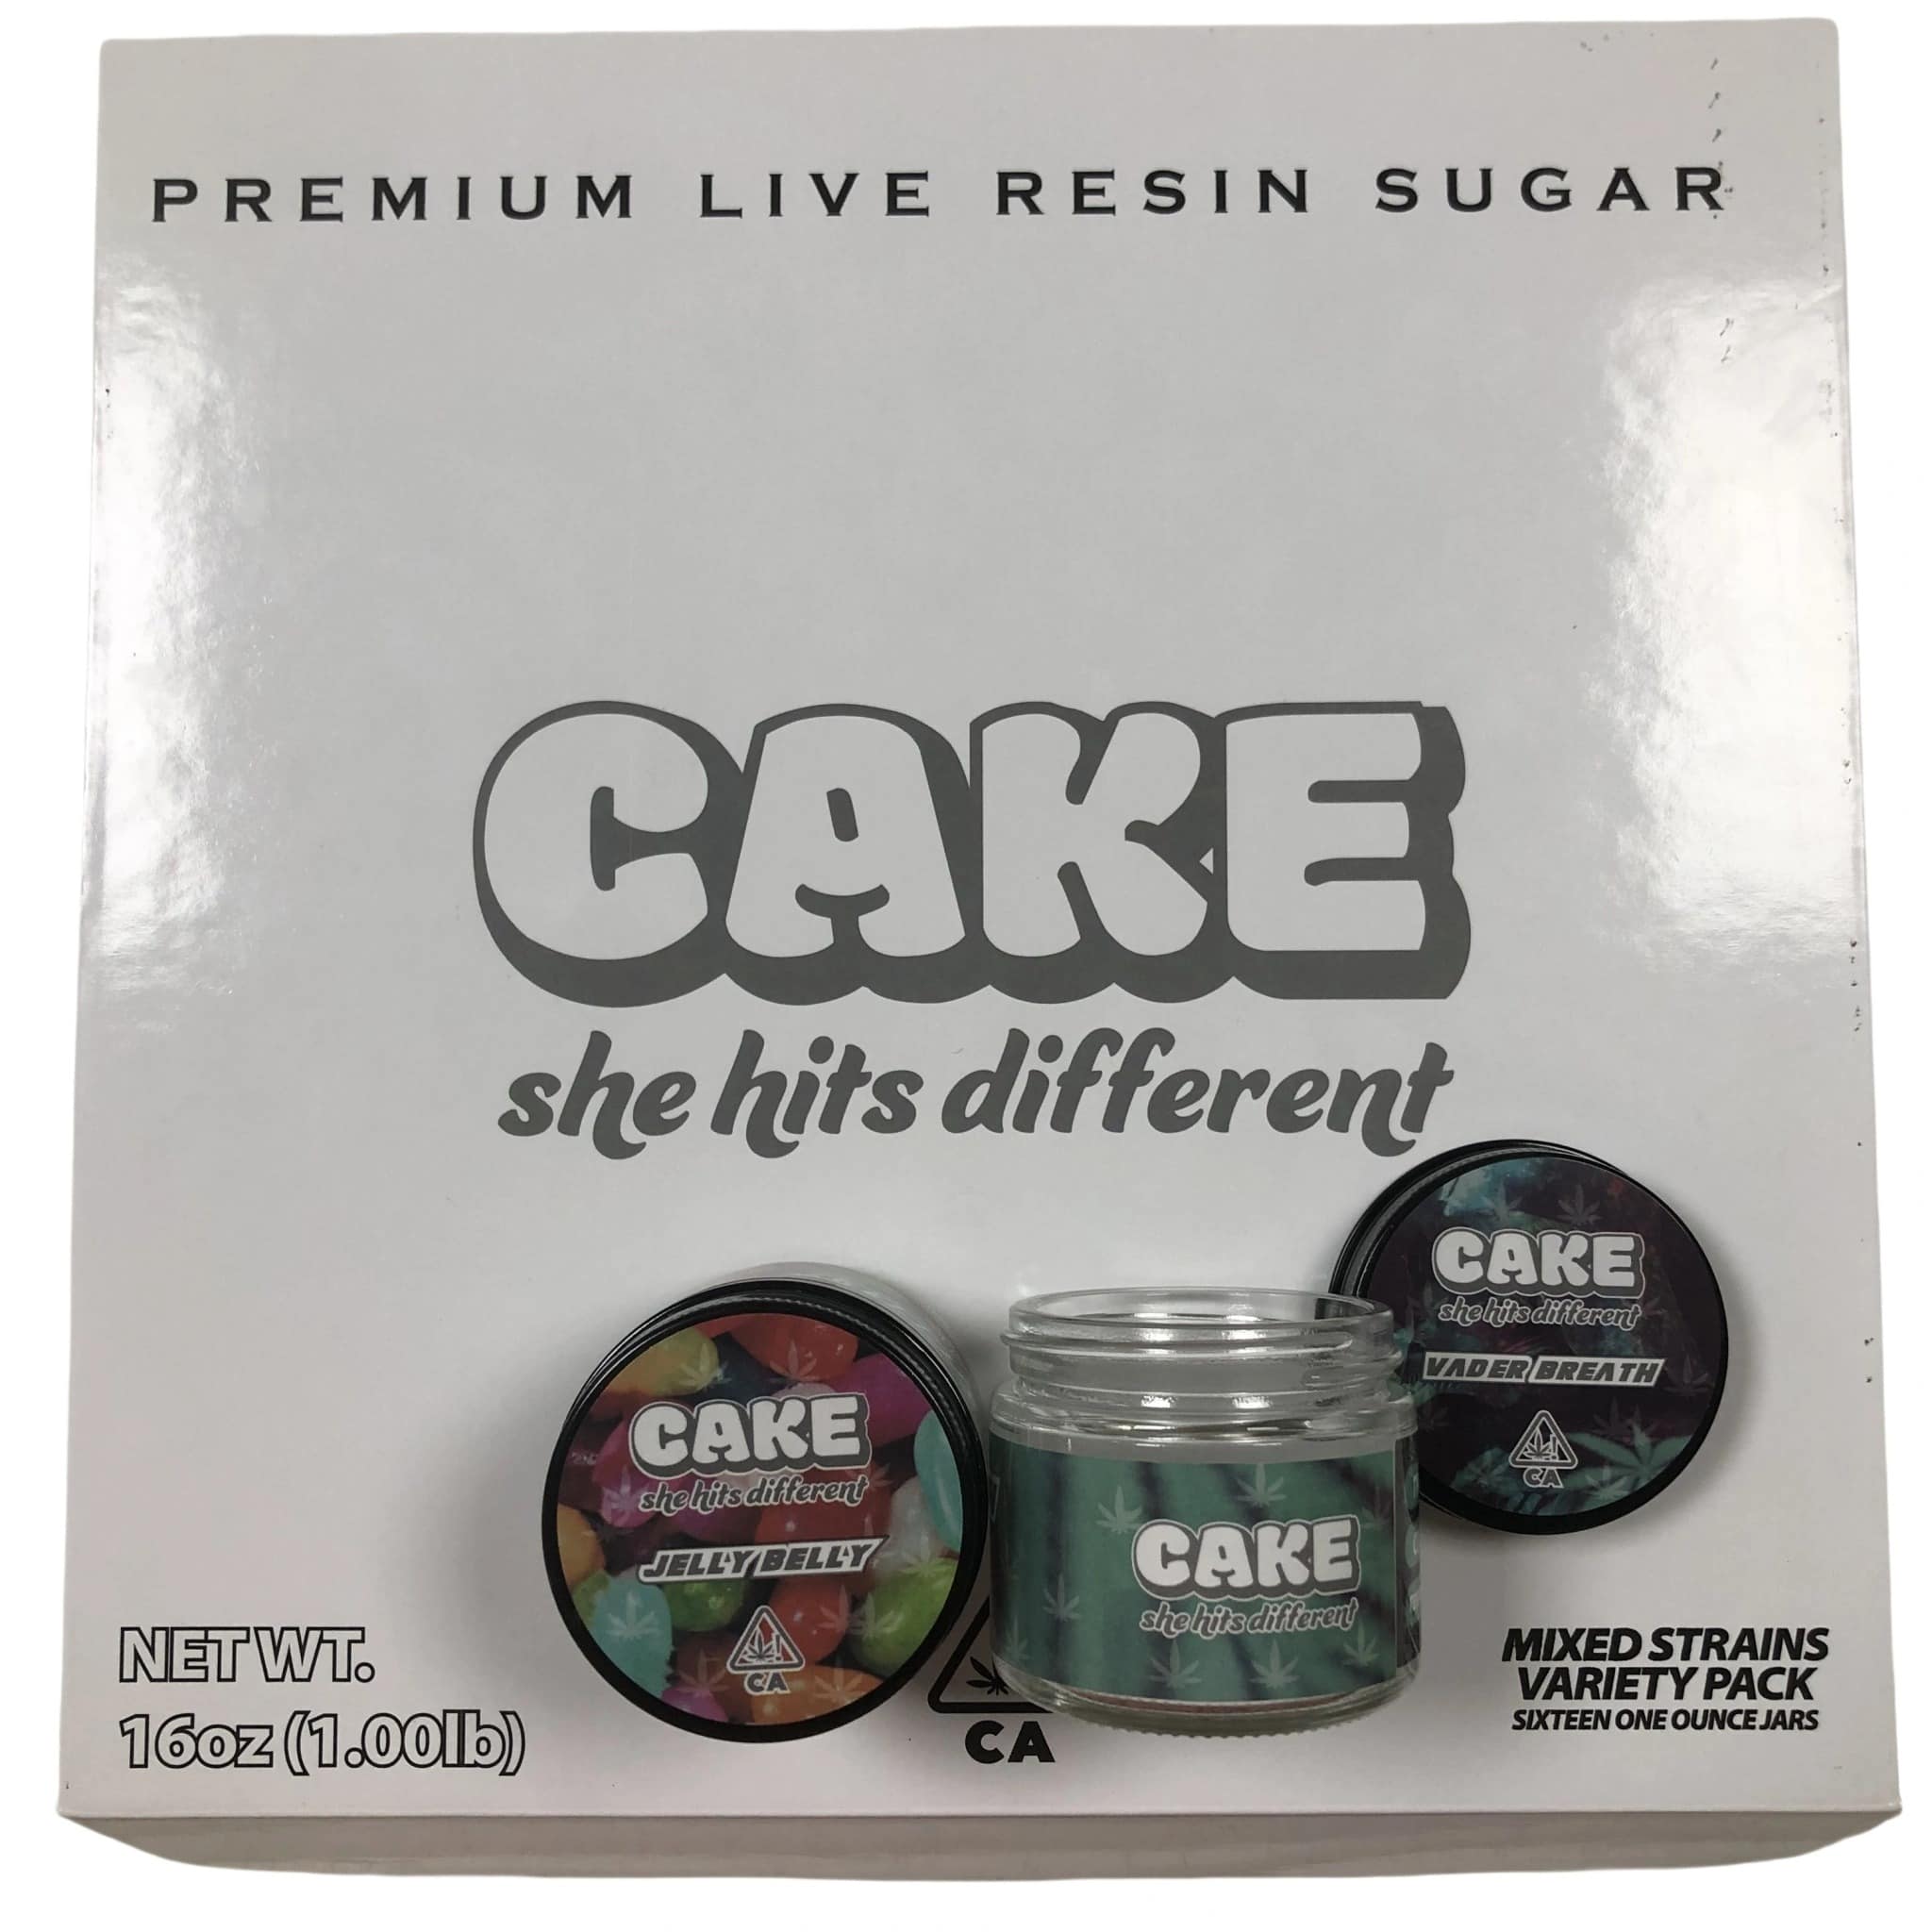 PREMIUM LIVE RESIN SUGAR
CAKE
she hits different
CAKE
she hits different
VADER BREATH
CA
CAKE
she hits different
JELLY BELLY
CA
CAKE
she hits different
NET WT.
16oz (1.00lb)
CA
MIXED STRAINS
VARIETY PACK
SIXTEEN ONE OUNCE JARS